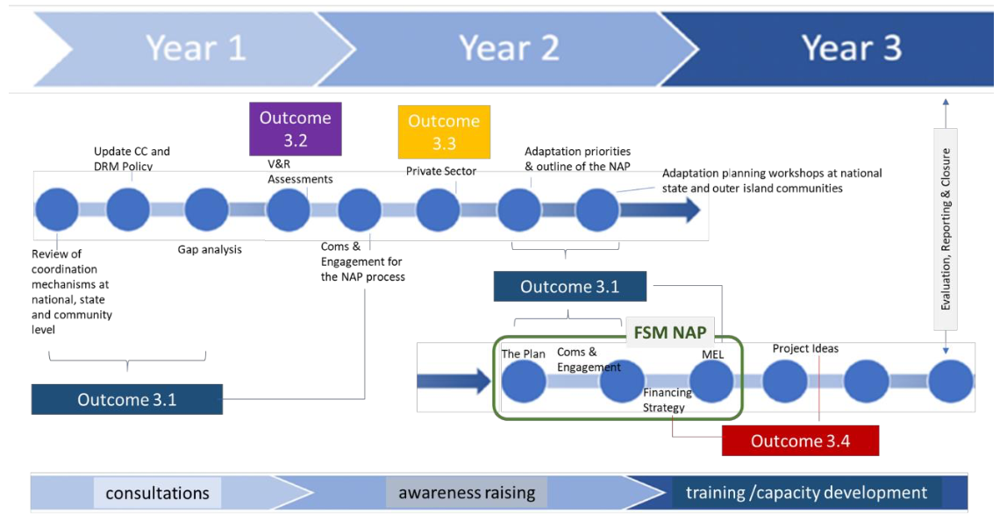 Year 1
Year 2
Year 3
Outcome
3.2
Outcome
3.3
Update CC and
DRM Policy
V&R
Assessments
Private Sector
Adaptation priorities
& outline of the NAP
Adaptation planning workshops at national
state and outer island communities
Evaluation, Reporting & Closure
Review of
coordination
mechanisms at
national, state
and community
level
Gap analysis
Coms &
Engagement for
the NAP process
Outcome 3.1
Outcome 3.1
FSM NAP
The Plan
Coms &
Engagement
Financing
Strategy
MEL
Project Ideas
Outcome 3.4
consultations
awareness raising
training /capacity development